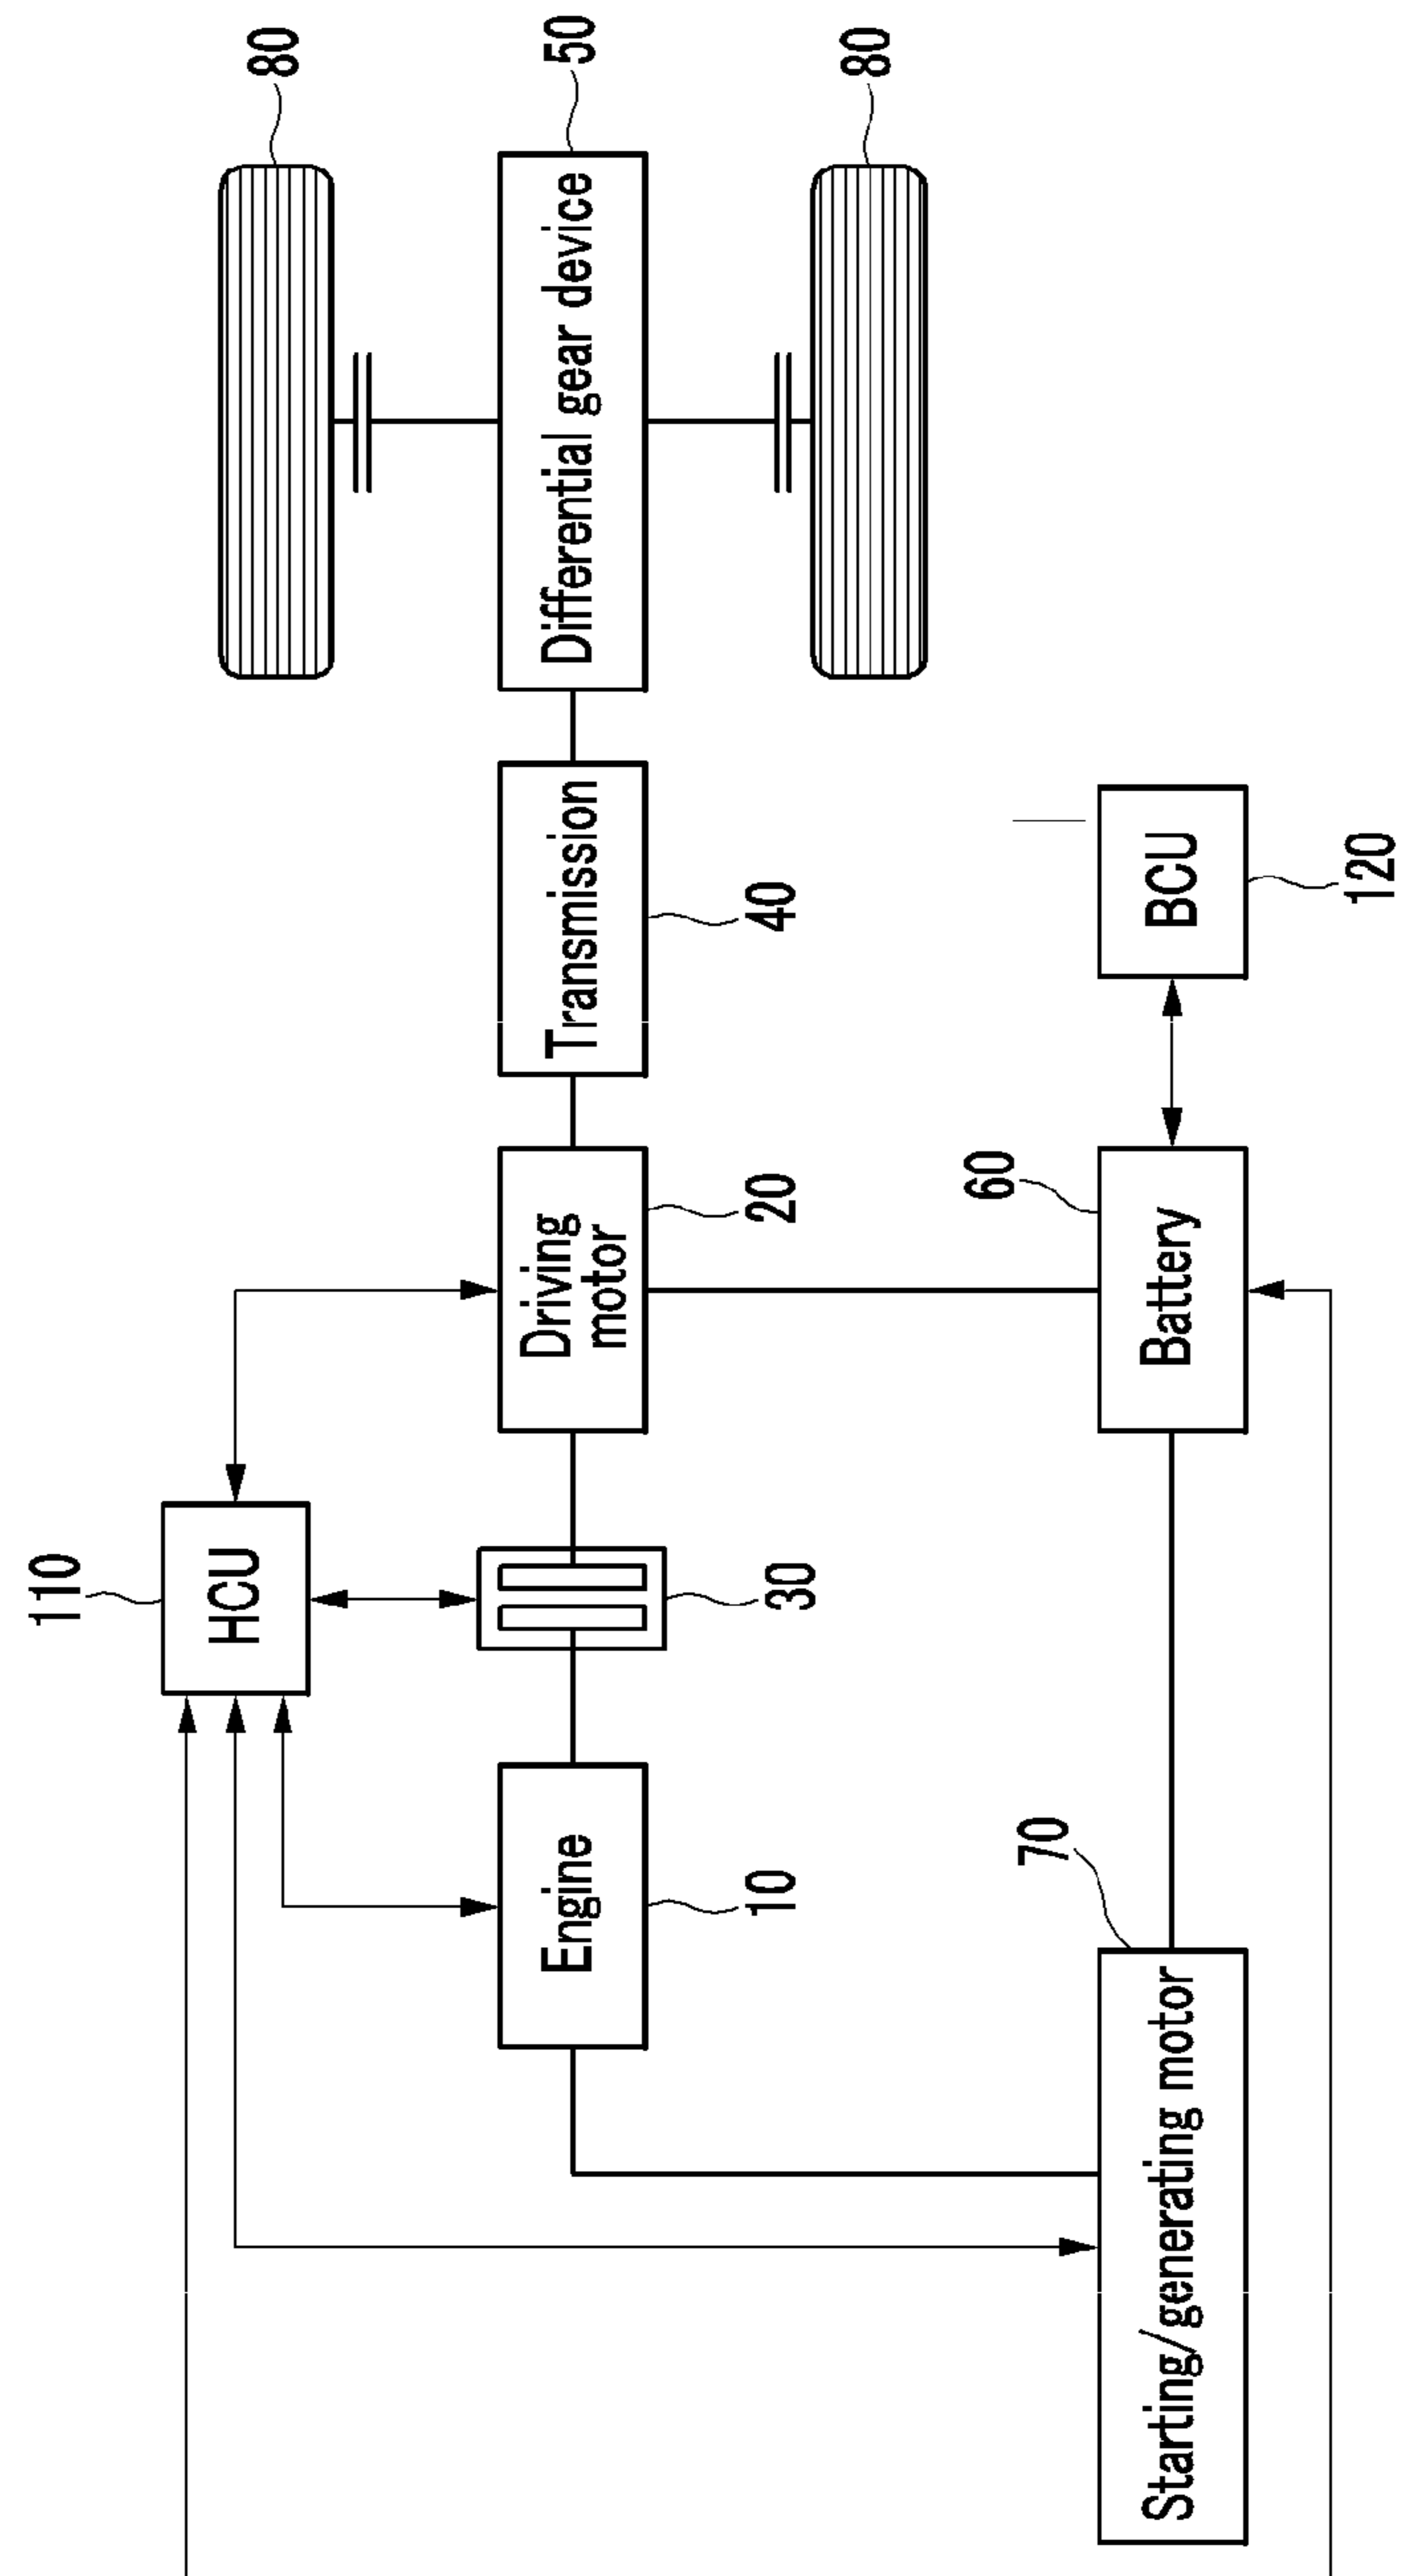 110
HCU
80
Engine
10
30
Driving
motor
20
Transmission
40
Differential gear device
50
80
70
Starting/generating motor
60
Battery
BCU
120